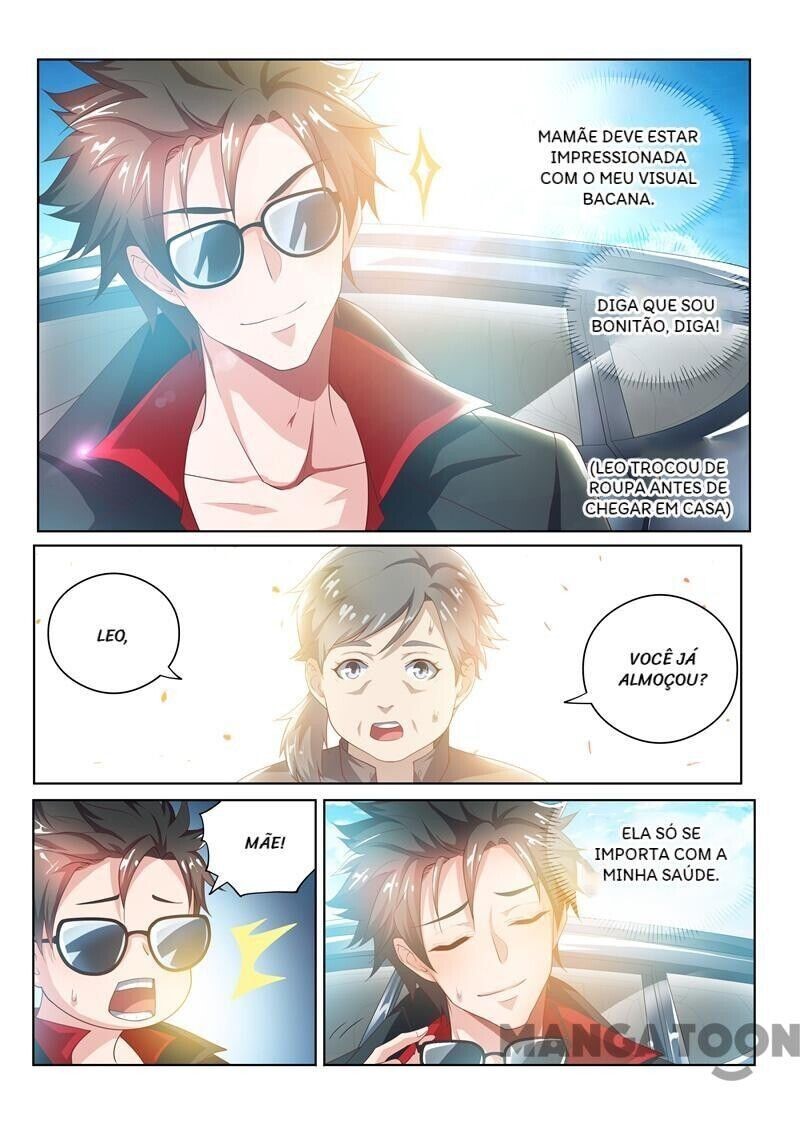 MAMÃE DEVE ESTAR
IMPRESSIONADA
COM O MEU VISUAL
BACANA.
DIGA QUE SOU
BONITÃO, DIGA!
(LEO TROCOU DE
ROUPA ANTES DE
CHEGAR EM CASA)
LEO,
VOCÊ JÁ
ALMOÇOU?
MÃE!
ELA SÓ SE
IMPORTA COM A
MINHA SAÚDE.
MANGATOON